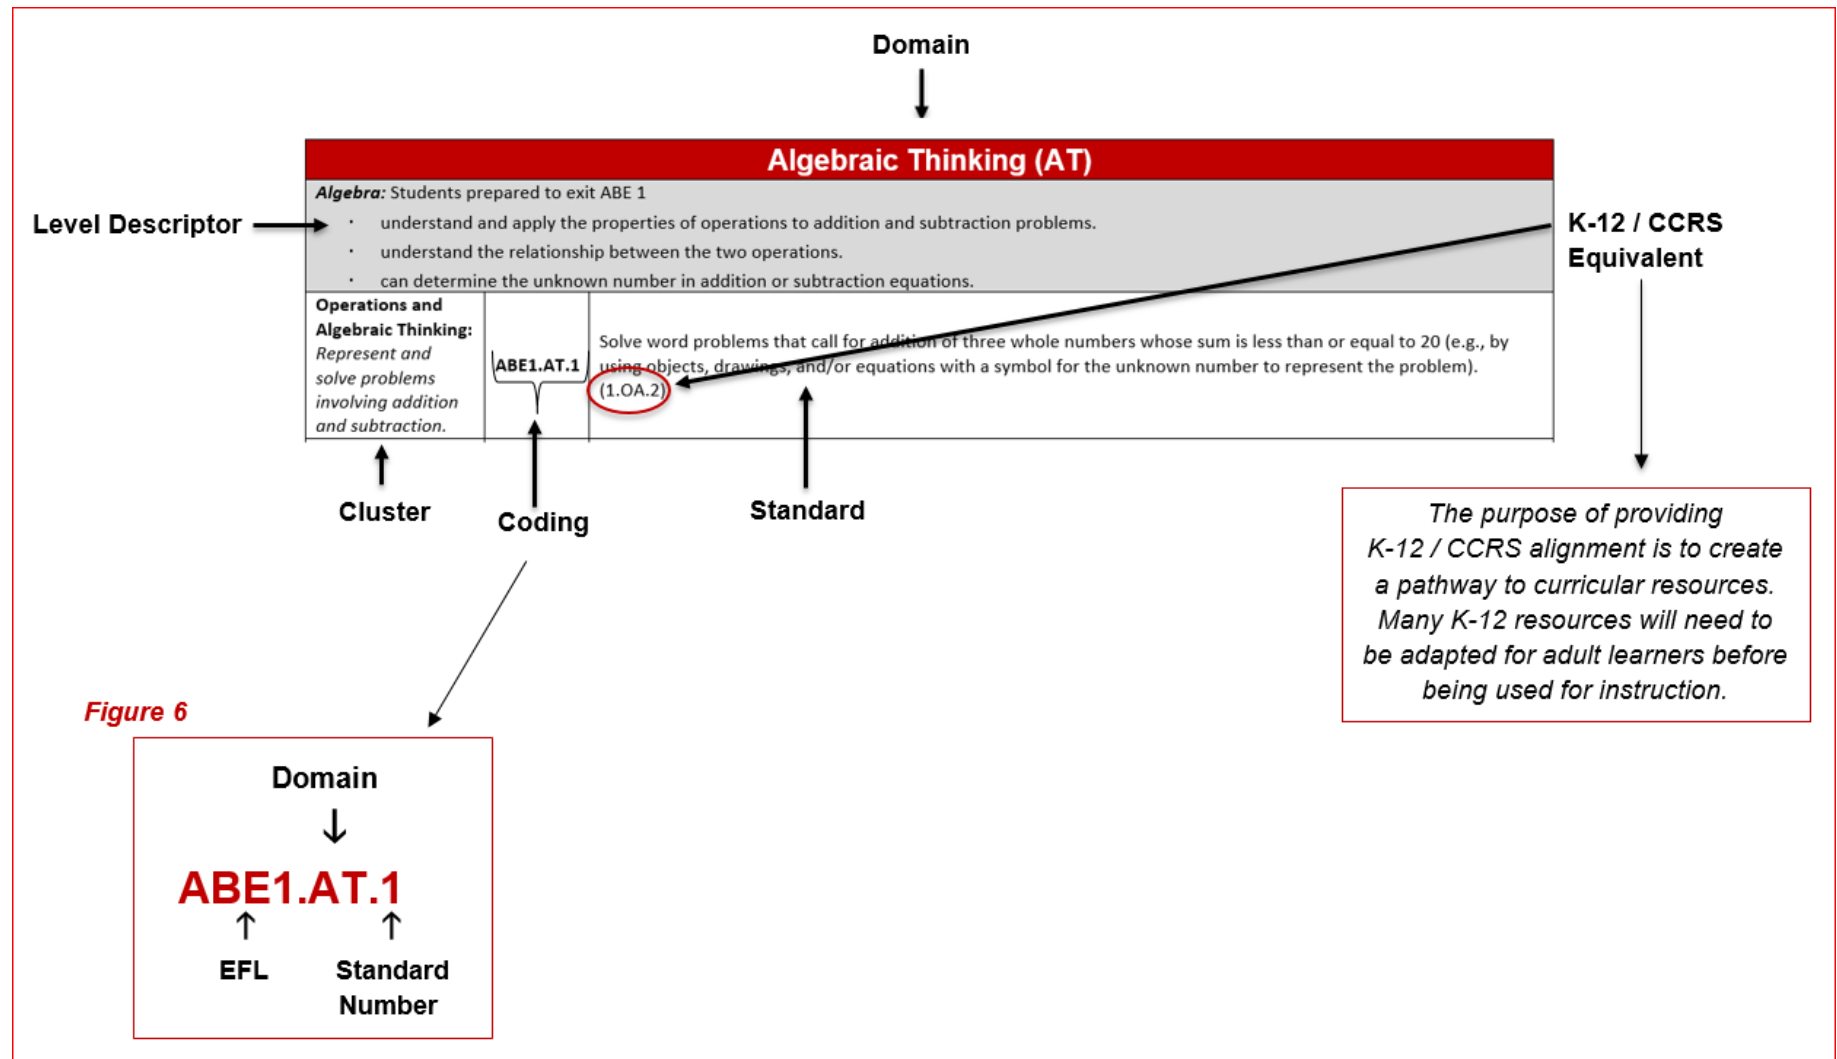 Domain
Algebraic Thinking (AT)
Algebra: Students prepared to exit ABE 1
· understand and apply the properties of operations to addition and subtraction problems.
· understand the relationship between the two operations.
· can determine the unknown number in addition or subtraction equations.
Level Descriptor
K-12 / CCRS
Equivalent
Operations and
Algebraic Thinking:
Represent and
solve problems
involving addition
and subtraction.
ABE1.AT.1
Solve word problems that call for addition of three whole numbers whose sum is less than or equal to 20 (e.g., by
using objects, drawings, and/or equations with a symbol for the unknown number to represent the problem).
(1.OA.2)
Cluster
Coding
Standard
The purpose of providing
K-12 / CCRS alignment is to create
a pathway to curricular resources.
Many K-12 resources will need to
be adapted for adult learners before
being used for instruction.
Figure 6
Domain
ABE1.AT.1
EFL
Standard
Number